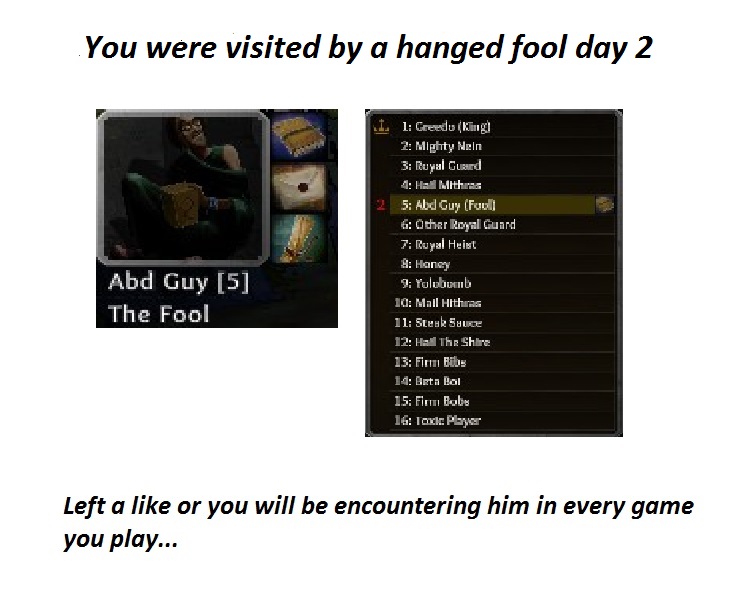 You were visited by a hanged fool day 2
Abd Guy [5]
The Fool
1: Greedo (King)
2: Mighty Nein
3: Royal Guard
4: Hail Mithras
2 5: Abd Guy (Fool)
6: Other Royal Guard
7: Royal Heist
8: Honey
9: Yolobomb
10: Mail Hithras
11: Steak Sauce
12: Hail The Shire
13: Firm Bibs
14: Beta Boi
15: Firm Bobs
16: Toxic Player
Left a like or you will be encountering him in every game
you play...